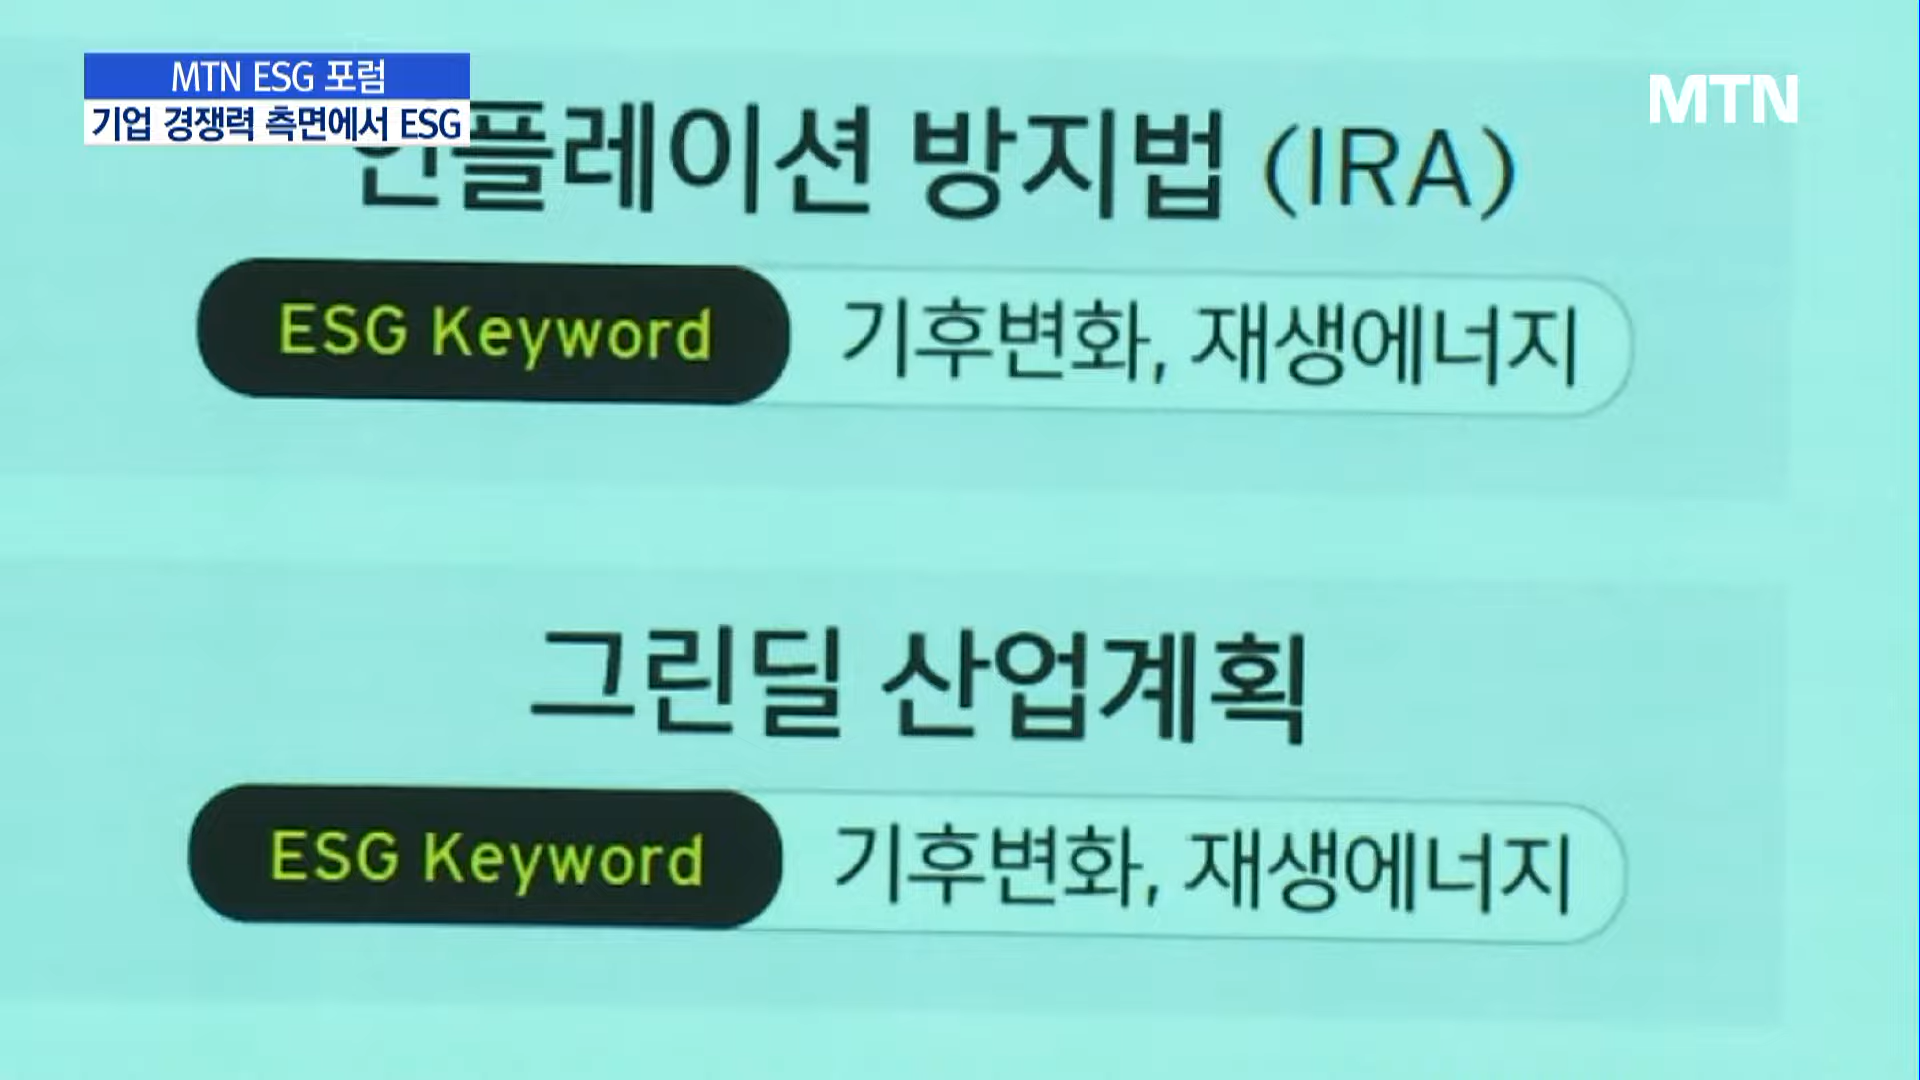 MTN ESG 포럼
기업 경쟁력 측면에서 ESG
MTN
인플레이션 방지법 (IRA)
ESG Keyword 기후변화, 재생에너지
그린딜 산업계획
ESG Keyword 기후변화, 재생에너지